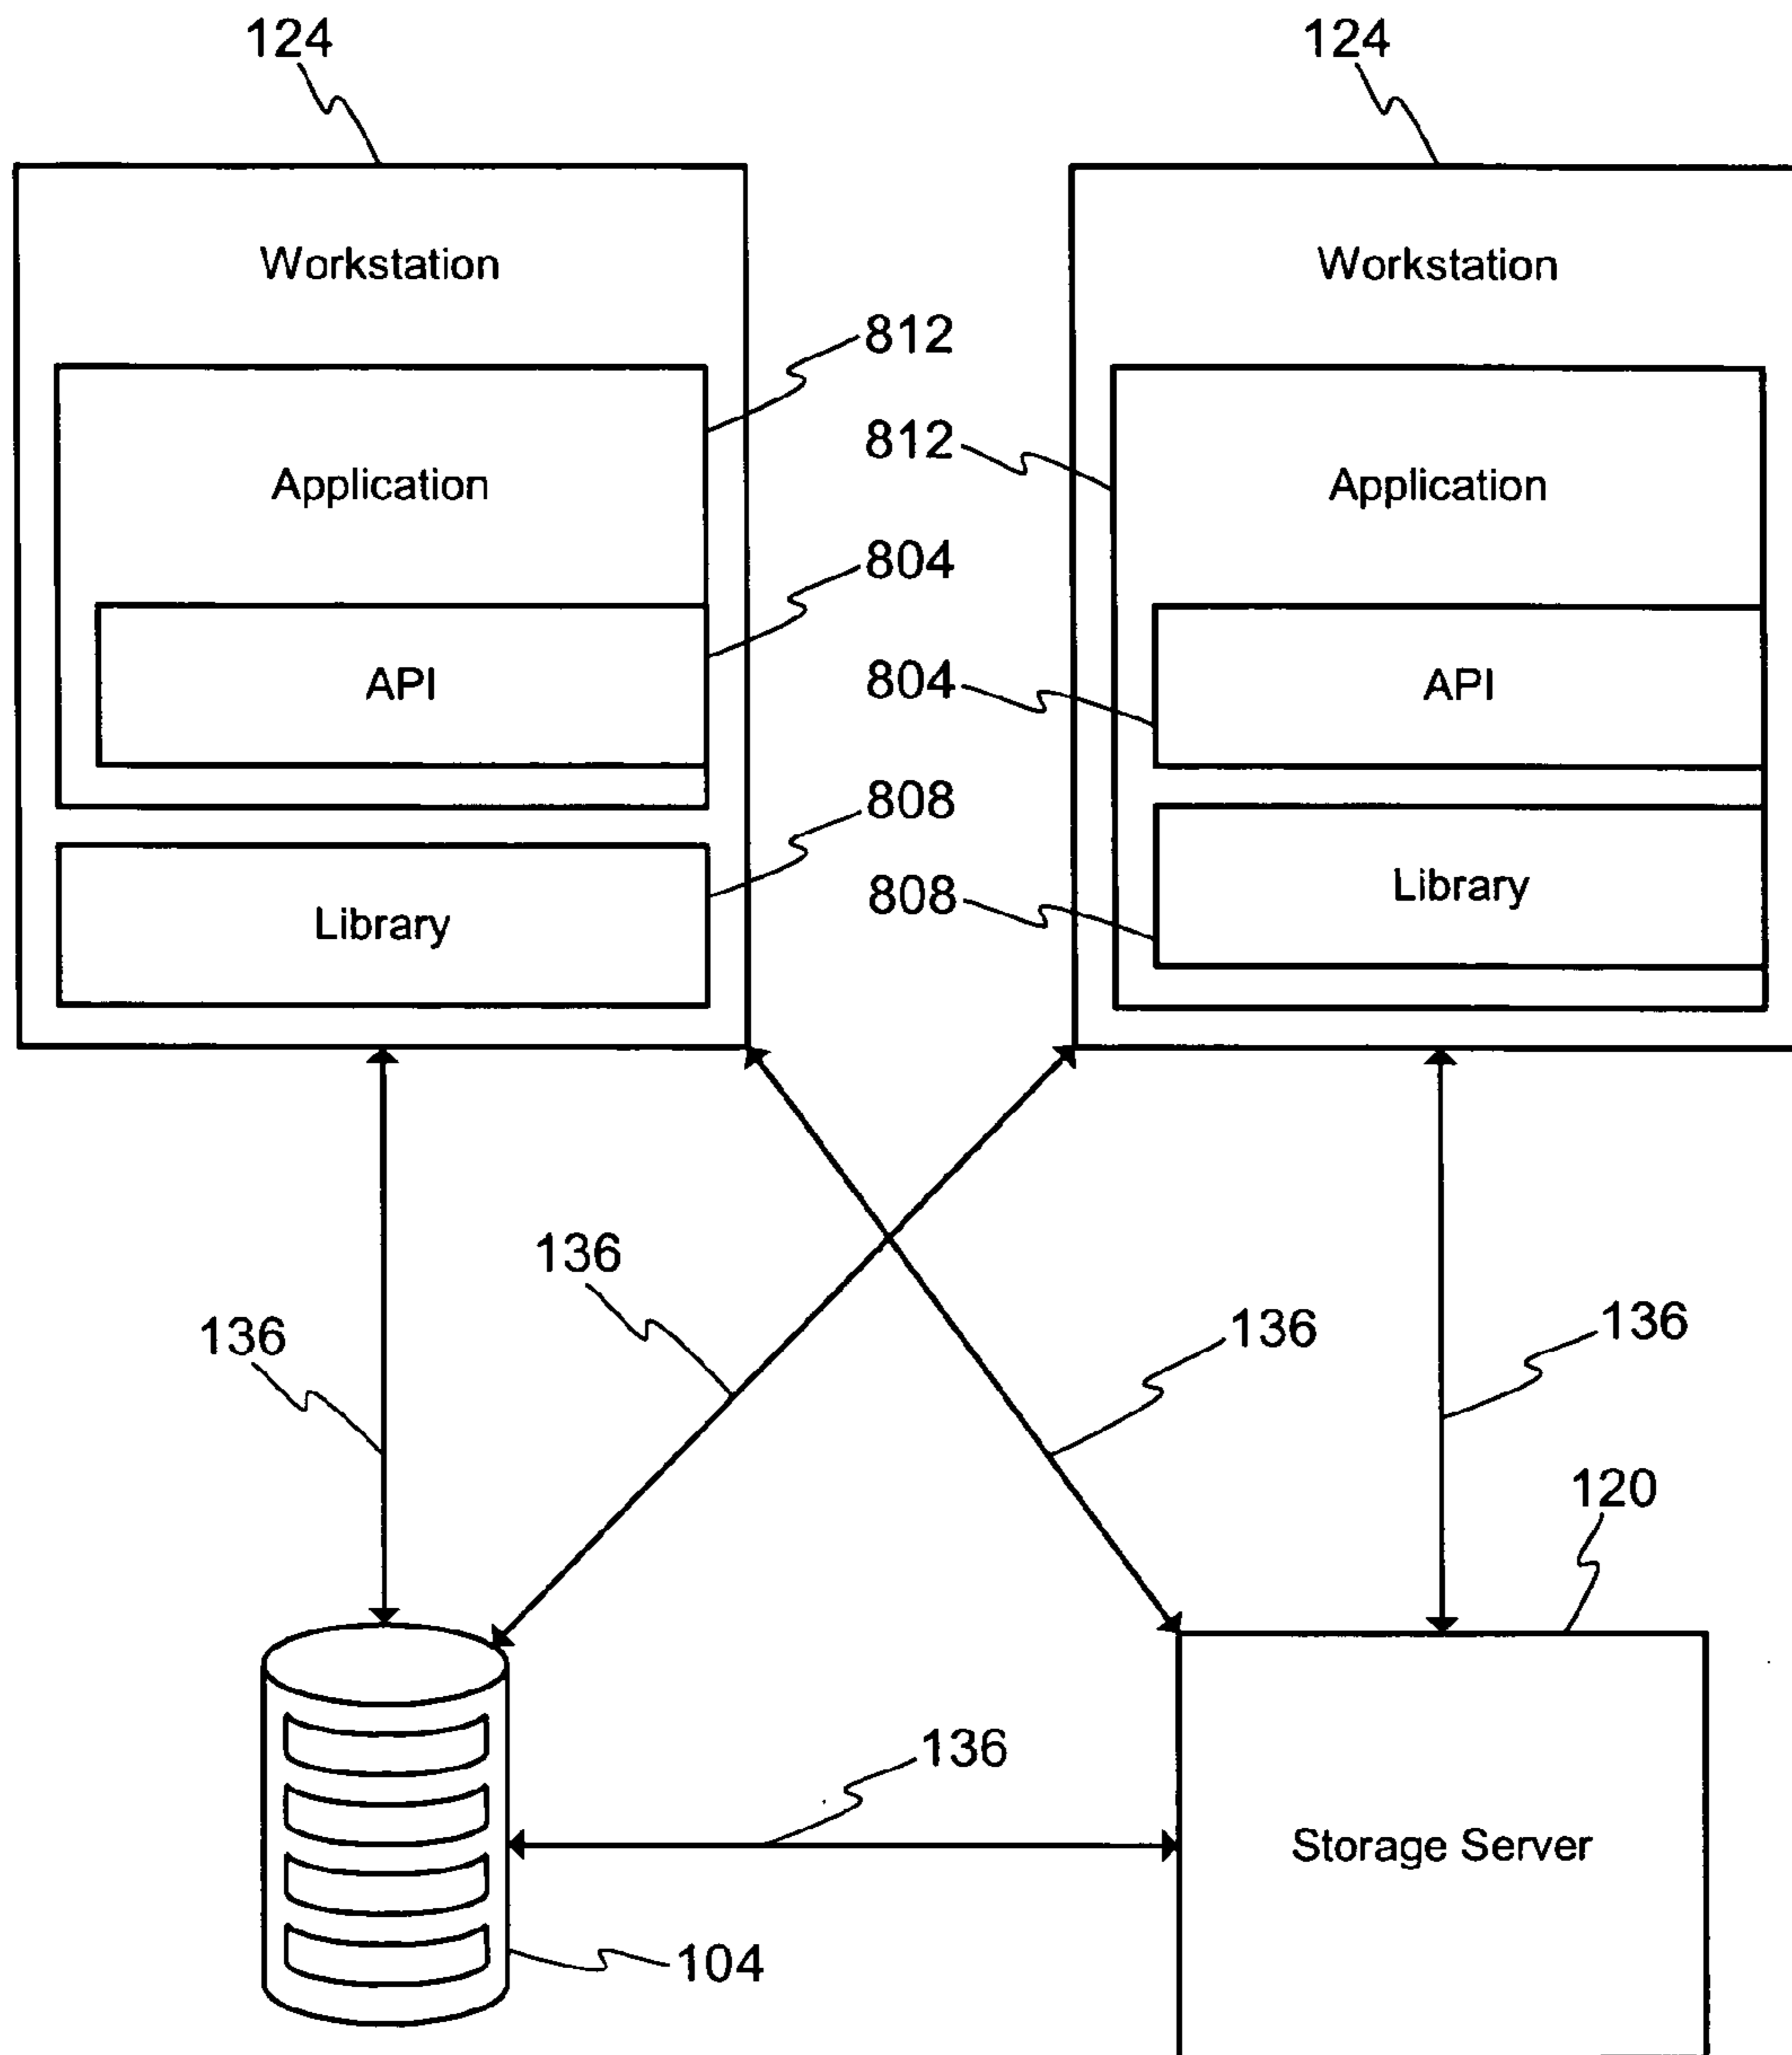 124
124
Workstation
Workstation
812
812
Application
Application
804
API
804
API
808
808
Library
Library
136
136
136
136
120
136
Storage Server
104